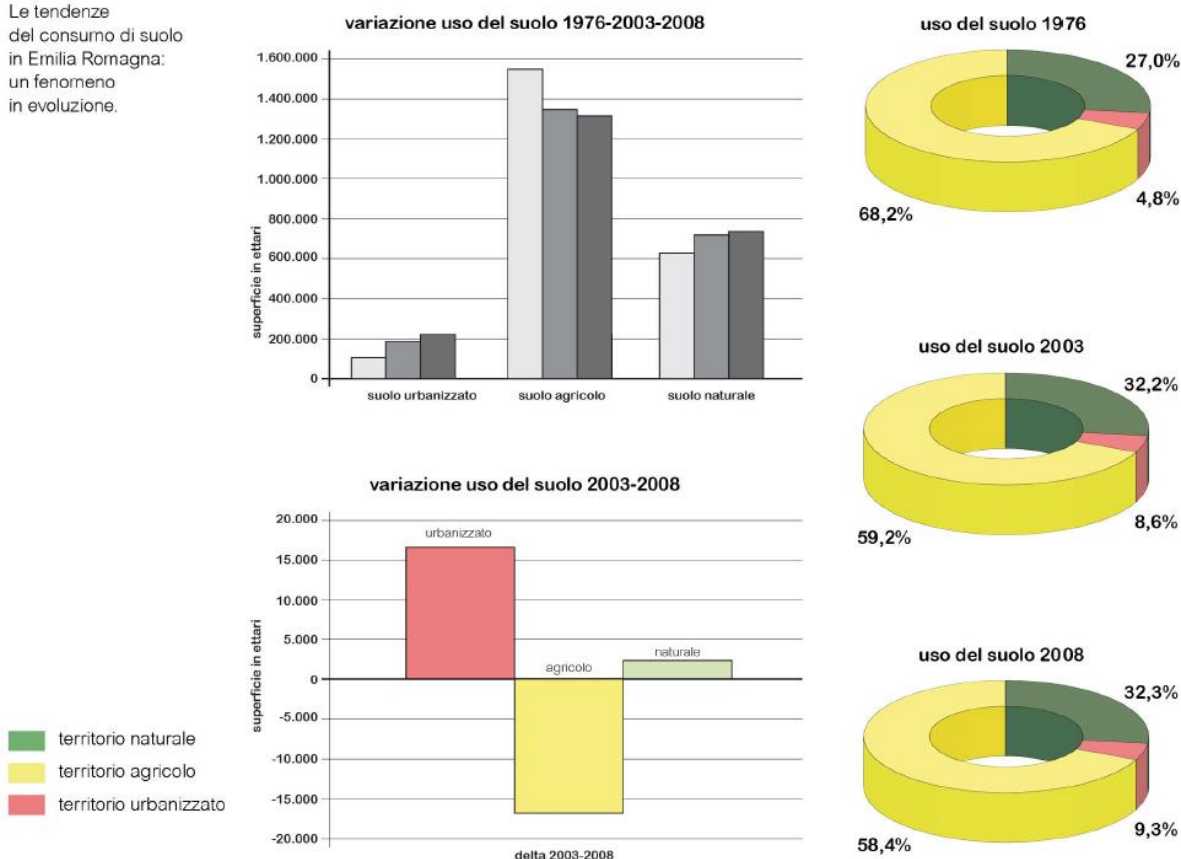 Le tendenze
del consumo di suolo
in Emilia Romagna:
un fenomeno
in evoluzione.
variazione uso del suolo 1976-2003-2008
superficie in ettari
1.600.000
1.400.000
1.200.000
1.000.000
800.000
600.000
400.000
200.000
0
suolo urbanizzato
suolo agricolo
suolo naturale
uso del suolo 1976
27,0%
4,8%
68,2%
uso del suolo 2003
32,2%
8,6%
59,2%
variazione uso del suolo 2003-2008
superficie in ettari
20.000
15.000
10.000
5.000
0
-5.000
-10.000
-15.000
-20.000
urbanizzato
agricolo
naturale
delta 2003-2008
uso del suolo 2008
32,3%
9,3%
58,4%
territorio naturale
territorio agricolo
territorio urbanizzato